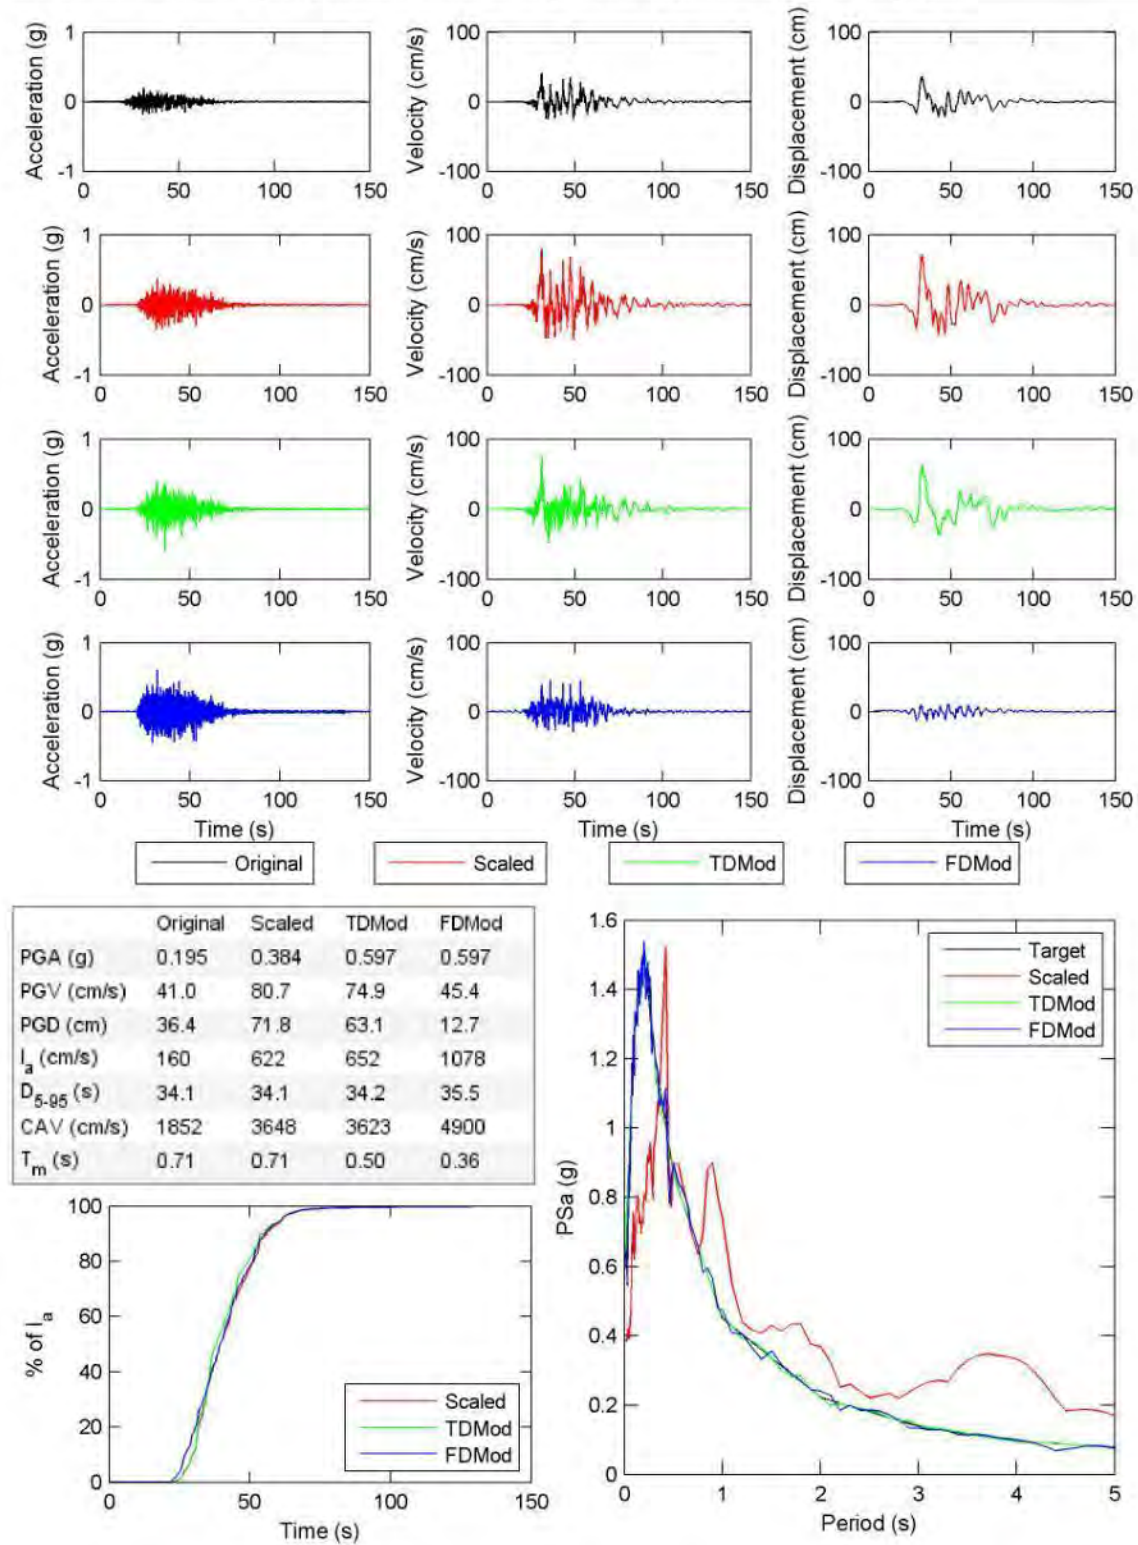 Acceleration (g)
1
0
-1
0 50 100 150
Velocity (cm/s)
100
0
-100
0 50 100 150
Displacement (cm)
100
0
-100
0 50 100 150
Acceleration (g)
1
0
-1
0 50 100 150
Velocity (cm/s)
100
0
-100
0 50 100 150
Displacement (cm)
100
0
-100
0 50 100 150
Acceleration (g)
1
0
-1
0 50 100 150
Velocity (cm/s)
100
0
-100
0 50 100 150
Displacement (cm)
100
0
-100
0 50 100 150
Acceleration (g)
1
0
-1
0 50 100 150
Time (s)
Velocity (cm/s)
100
0
-100
0 50 100 150
Time (s)
Displacement (cm)
100
0
-100
0 50 100 150
Time (s)
Original
Scaled
TDMod
FDMod
Original Scaled TDMod FDMod
PGA (g) 0.195 0.384 0.597 0.597
PGV (cm/s) 41.0 80.7 74.9 45.4
PGD (cm) 36.4 71.8 63.1 12.7
Ia (cm/s) 160 622 652 1078
D5-95 (s) 34.1 34.1 34.2 35.5
CAV (cm/s) 1852 3648 3623 4900
Tm (s) 0.71 0.71 0.50 0.36
% of Ia
100
80
60
40
20
0
0 50 100 150
Time (s)
Scaled
TDMod
FDMod
PSa (g)
1.6
1.4
1.2
1
0.8
0.6
0.4
0.2
0
0 1 2 3 4 5
Period (s)
Target
Scaled
TDMod
FDMod